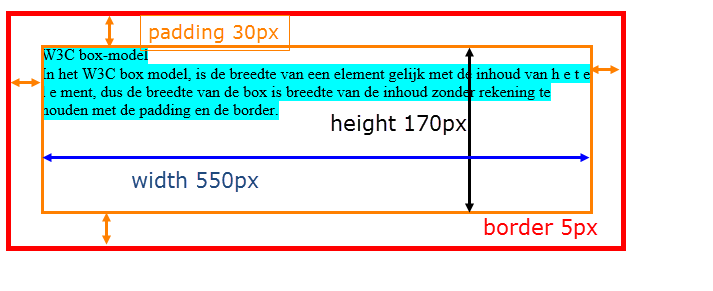 padding 30px
W3C box-model
In het W3C box model, is de breedte van een element gelijk met de inhoud van h e t e
l e ment, dus de breedte van de box is breedte van de inhoud zonder rekening te
houden met de padding en de border.
height 170px
width 550px
border 5px